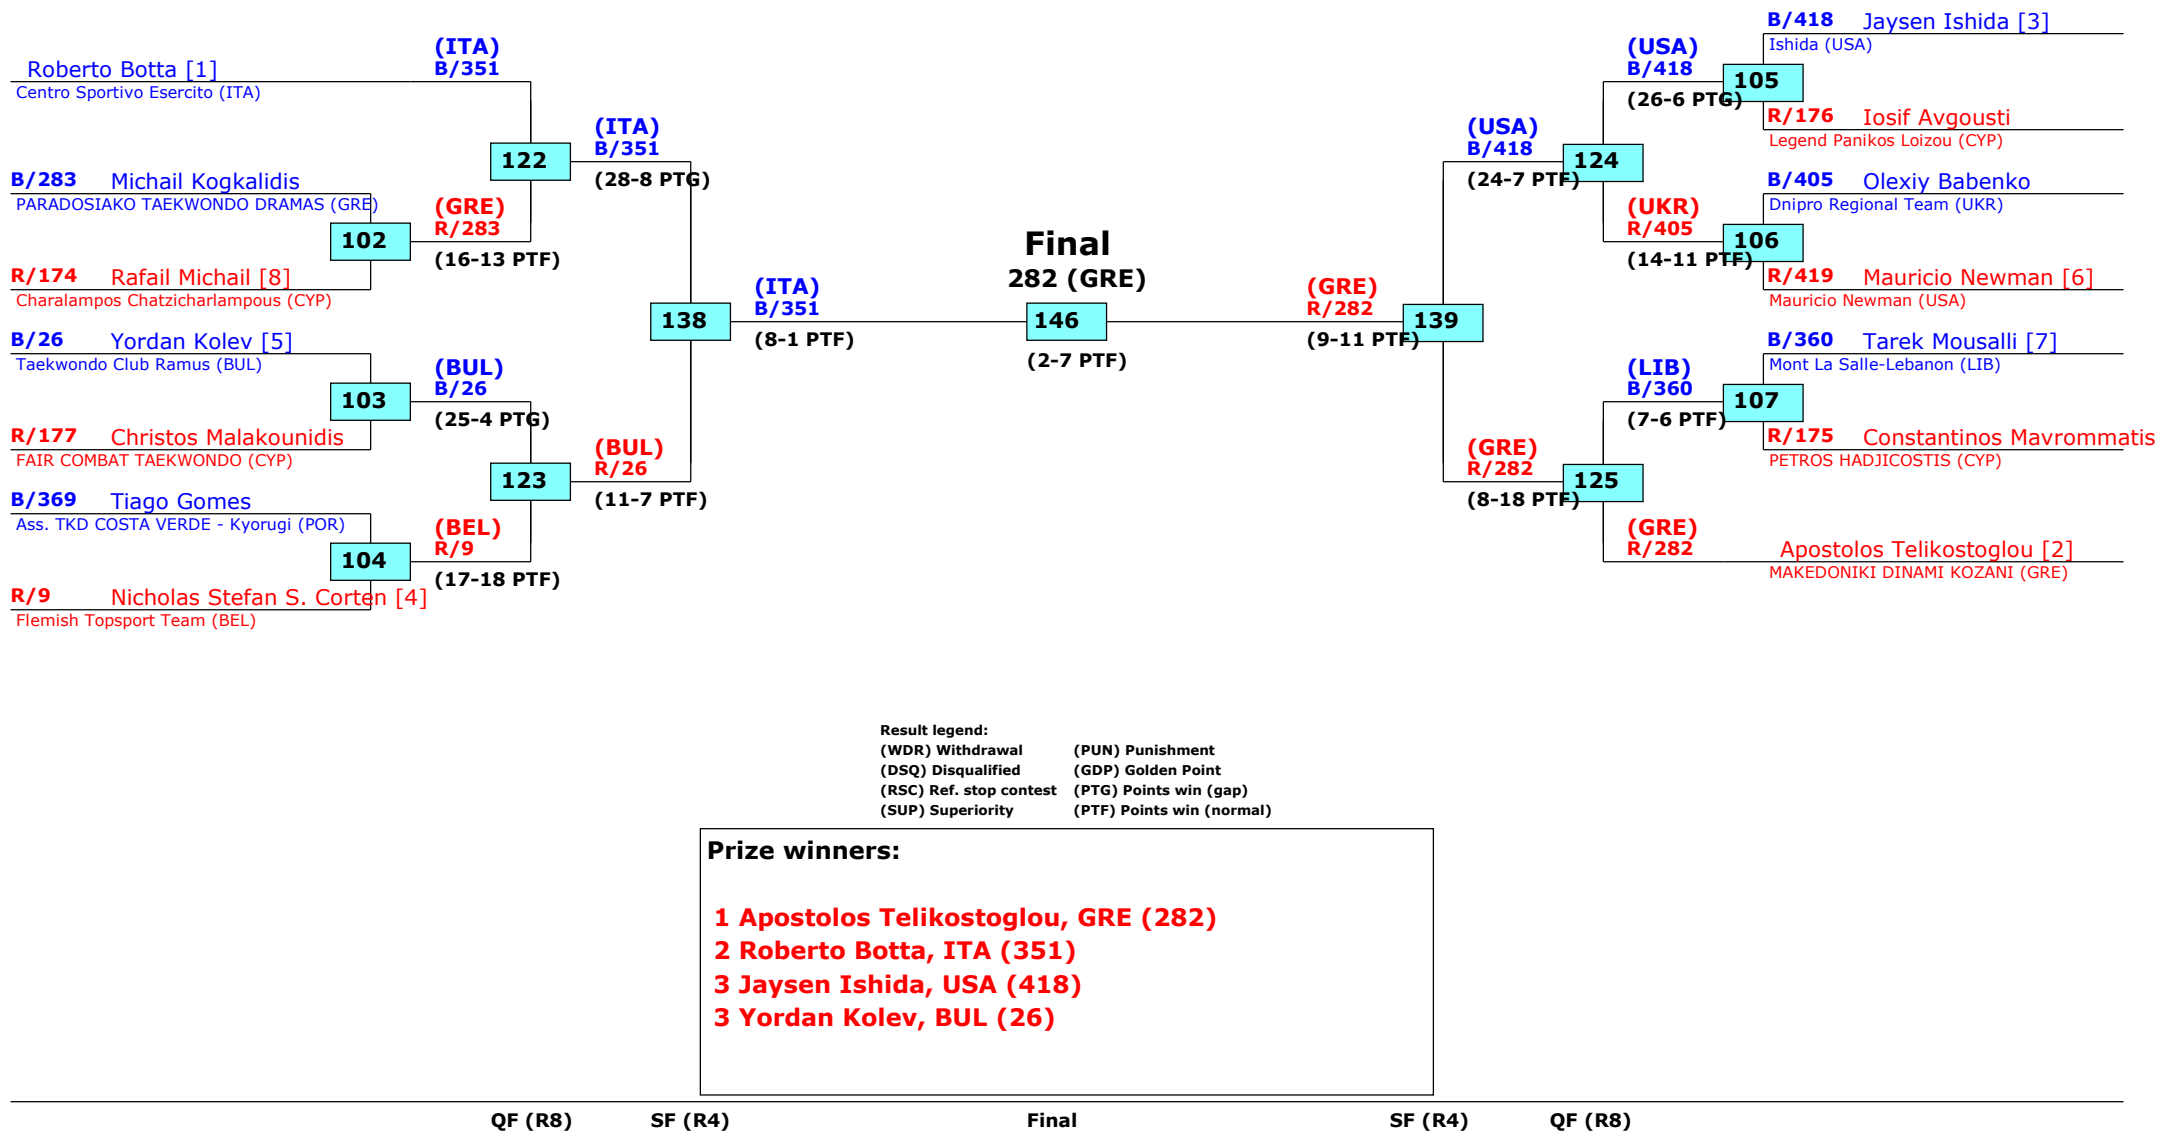 Roberto Botta [1]
Centro Sportivo Esercito (ITA)
B/283 Michail Kogkalidis
PARADOSIAKO TAEKWONDO DRAMAS (GRE)
102
R/174 Rafail Michail [8]
Charalampos Chatzicharlampous (CYP)
B/26 Yordan Kolev [5]
Taekwondo Club Ramus (BUL)
103
R/177 Christos Malakounidis
FAIR COMBAT TAEKWONDO (CYP)
B/369 Tiago Gomes
Ass. TKD COSTA VERDE - Kyorugi (POR)
104
R/9 Nicholas Stefan S. Corten [4]
Flemish Topsport Team (BEL)
(ITA)
B/351
122
(GRE)
R/283
(16-13 PTF)
(BUL)
B/26
(25-4 PTG)
123
(BEL)
R/9
(17-18 PTF)
(ITA)
B/351
(28-8 PTG)
138
(BUL)
R/26
(11-7 PTF)
(ITA)
B/351
(8-1 PTF)
Final
282 (GRE)
146
(2-7 PTF)
(GRE)
R/282
(9-11 PTF)
139
(USA)
B/418
(24-7 PTF)
124
(GRE)
R/282
(8-18 PTF)
125
(USA)
B/418
(26-6 PTG)
105
(UKR)
R/405
(14-11 PTF)
106
(LIB)
B/360
(7-6 PTF)
107
(GRE)
R/282
B/418 Jaysen Ishida [3]
Ishida (USA)
R/176 Iosif Avgousti
Legend Panikos Loizou (CYP)
B/405 Olexiy Babenko
Dnipro Regional Team (UKR)
R/419 Mauricio Newman [6]
Mauricio Newman (USA)
B/360 Tarek Mousalli [7]
Mont La Salle-Lebanon (LIB)
R/175 Constantinos Mavrommatis
PETROS HADJICOSTIS (CYP)
Apostolos Telikostoglou [2]
MAKEDONIKI DINAMI KOZANI (GRE)
Result legend:
(WDR) Withdrawal (PUN) Punishment
(DSQ) Disqualified (GDP) Golden Point
(RSC) Ref. stop contest (PTG) Points win (gap)
(SUP) Superiority (PTF) Points win (normal)
Prize winners:
1 Apostolos Telikostoglou, GRE (282)
2 Roberto Botta, ITA (351)
3 Jaysen Ishida, USA (418)
3 Yordan Kolev, BUL (26)
QF (R8) SF (R4) Final SF (R4) QF (R8)